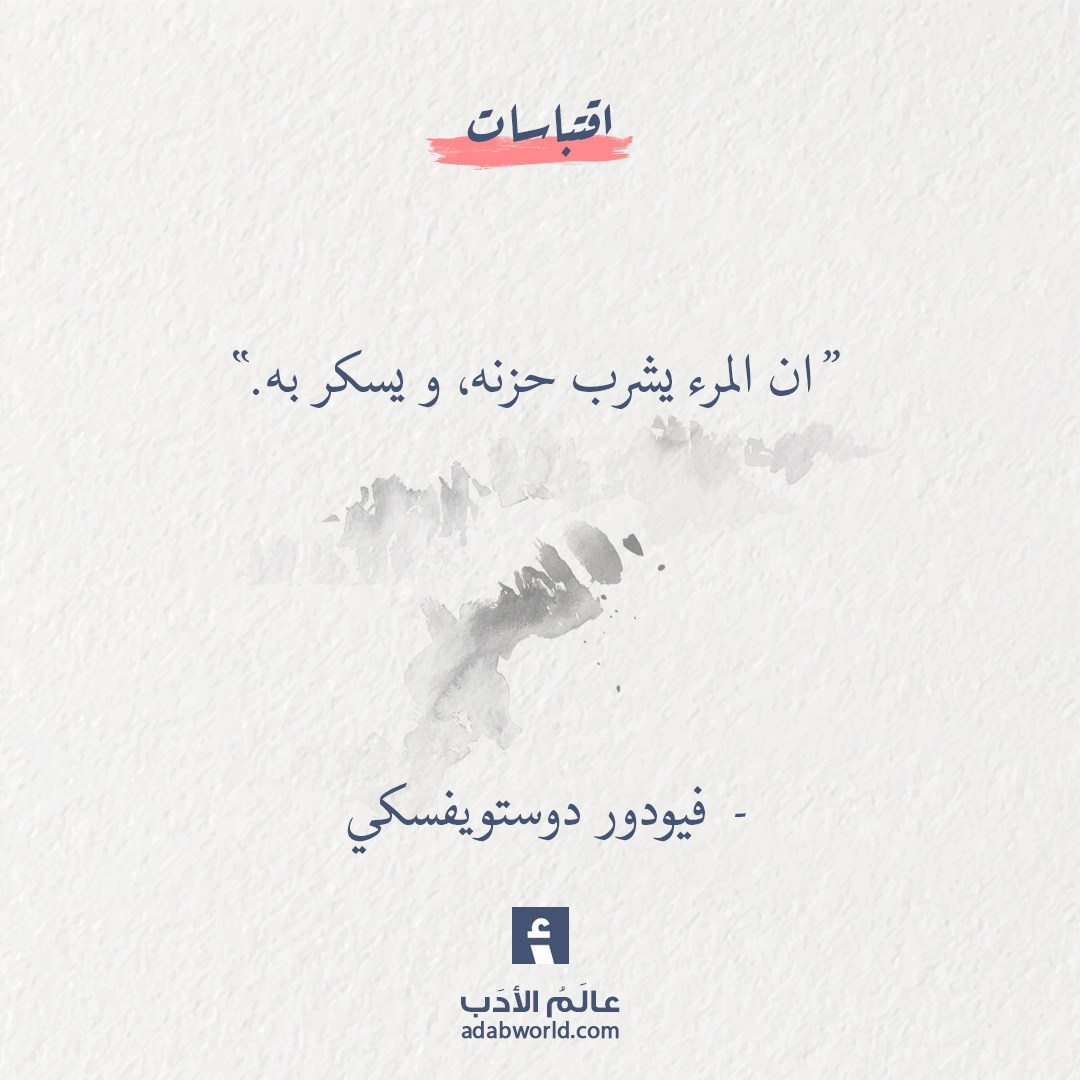 اقتباسات
”ان المرء يشرب حزنه، و يسكر به.“
- فيودور دوستويفسكي
أ
عالَمُ الأدَب
adabworld.com